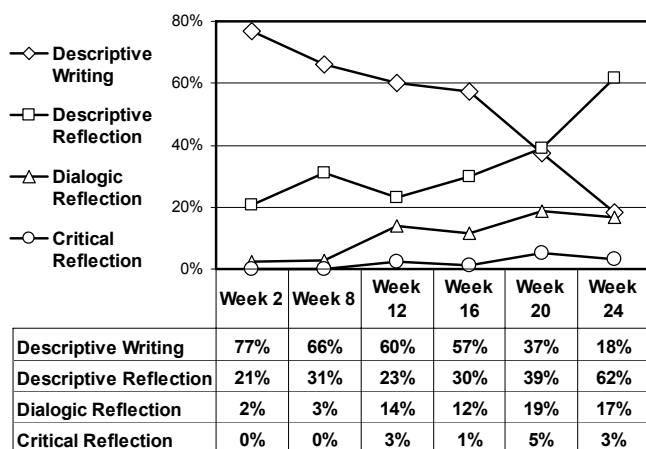 80%
60%
40%
20%
0%
Descriptive
Writing
Descriptive
Reflection
Dialogic
Reflection
Critical
Reflection
Week 2 Week 8 Week 12 Week 16 Week 20 Week 24
Descriptive Writing 77% 66% 60% 57% 37% 18%
Descriptive Reflection 21% 31% 23% 30% 39% 62%
Dialogic Reflection 2% 3% 14% 12% 19% 17%
Critical Reflection 0% 0% 3% 1% 5% 3%